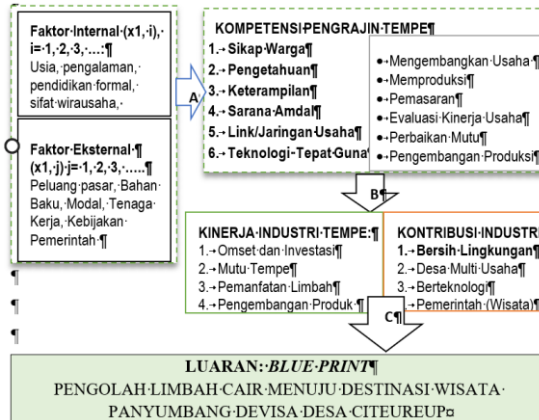 Faktor Internal (x1, i),
i= 1, 2, 3, ...:
Usia, pengalaman,
pendidikan formal,
sifat wirausaha,
Faktor Eksternal
(x1, j) j= 1, 2, 3, .....
Peluang pasar, Bahan
Baku, Modal, Tenaga
Kerja, Kebijakan
Pemerintah
A
KOMPETENSI PENGRAJIN TEMPE
1. Sikap Warga
2. Pengetahuan
3. Keterampilan
4. Sarana Amdal
5. Link/Jaringan Usaha
6. Teknologi Tepat Guna
• Mengembangkan Usaha
• Memproduksi
• Pemasaran
• Evaluasi Kinerja Usaha
• Perbaikan Mutu
• Pengembangan Produksi
B
KINERJA INDUSTRI TEMPE:
1. Omset dan Investasi
2. Mutu Tempe
3. Pemanfatan Limbah
4. Pengembangan Produk
KONTRIBUSI INDUSTRI
1. Bersih Lingkungan
2. Desa Multi Usaha
3. Berteknologi
Pemerintah (Wisata)
C
LUARAN: BLUE PRINT
PENGOLAH LIMBAH CAIR MENUJU DESTINASI WISATA
PANYUMBANG DEVISA DESA CITEUREUP